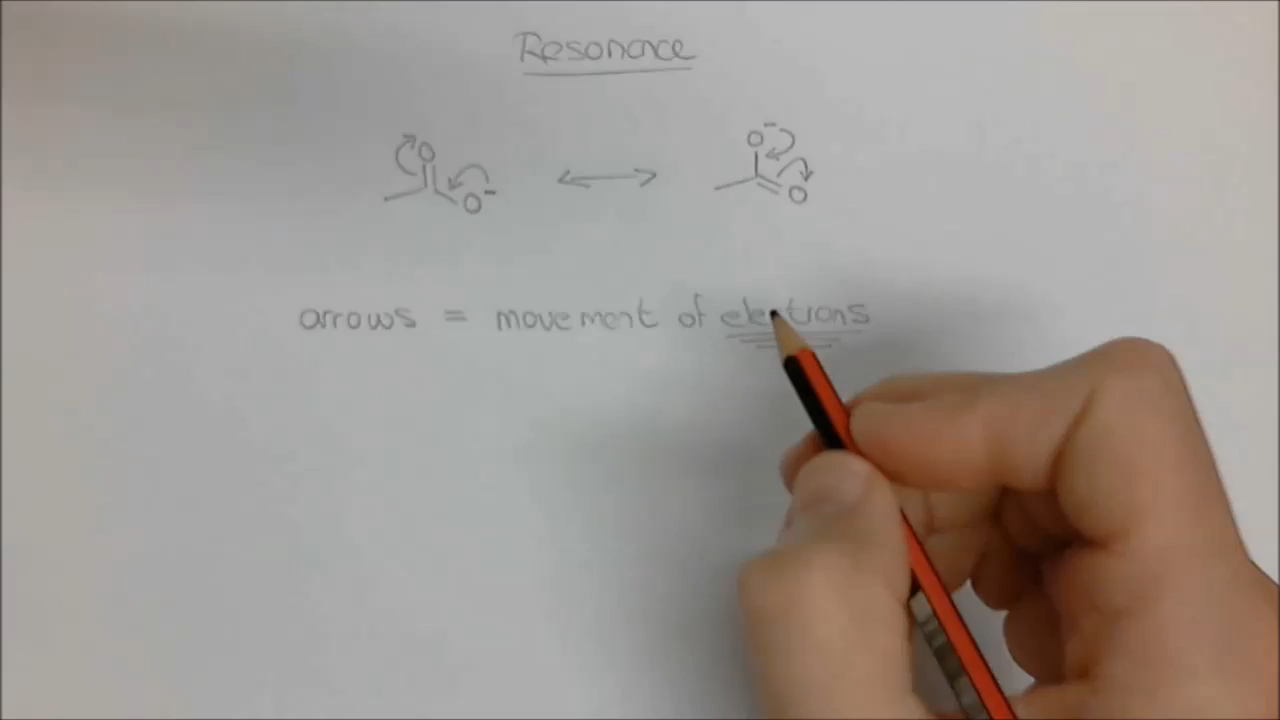 Resonance
O O⁻ O⁻ O
arrows = movement of electrons